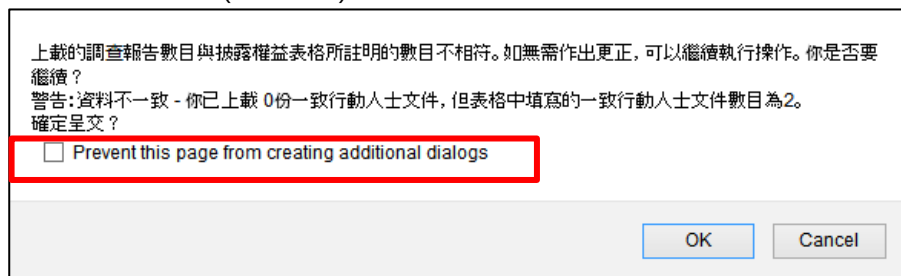 上載的調查報告數目與披露權益表格所註明的數目不相符。如無需作出更正, 可以繼續執行操作。你是否要
繼續?
警告:資料不一致 - 你已上載 0份一致行動人士文件, 但表格中填寫的一致行動人士文件數目為2。
確定呈交?
Prevent this page from creating additional dialogs
OK Cancel